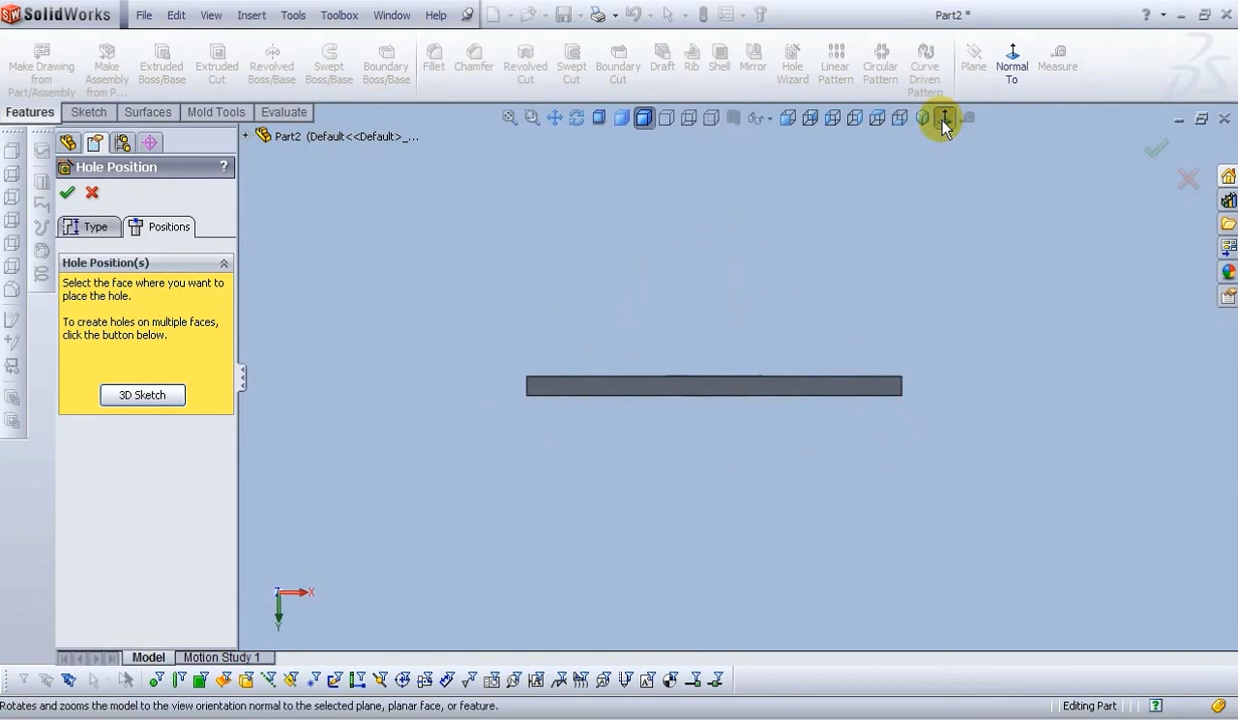 SolidWorks File Edit View Insert Tools Toolbox Window Help Part2 * ?
Make Drawing from Part/Assembly
Make Assembly from P...
Extruded Boss/Base
Extruded Cut
Revolved Boss/Base
Swept Boss/Base
Boundary Boss/Base
Fillet
Chamfer
Revolved Cut
Swept Cut
Boundary Cut
Draft
Rib
Shell
Mirror
Hole Wizard
Linear Pattern
Circular Pattern
Curve Driven Pattern
Plane
Normal To
Measure
Features Sketch Surfaces Mold Tools Evaluate
Part2 (Default<<Default>_...
Hole Position ?
Type Positions
Hole Position(s)
Select the face where you want to
place the hole.
To create holes on multiple faces,
click the button below.
3D Sketch
Z X
Y
Model Motion Study 1
Rotates and zooms the model to the view orientation normal to the selected plane, planar face, or feature. Editing Part ?